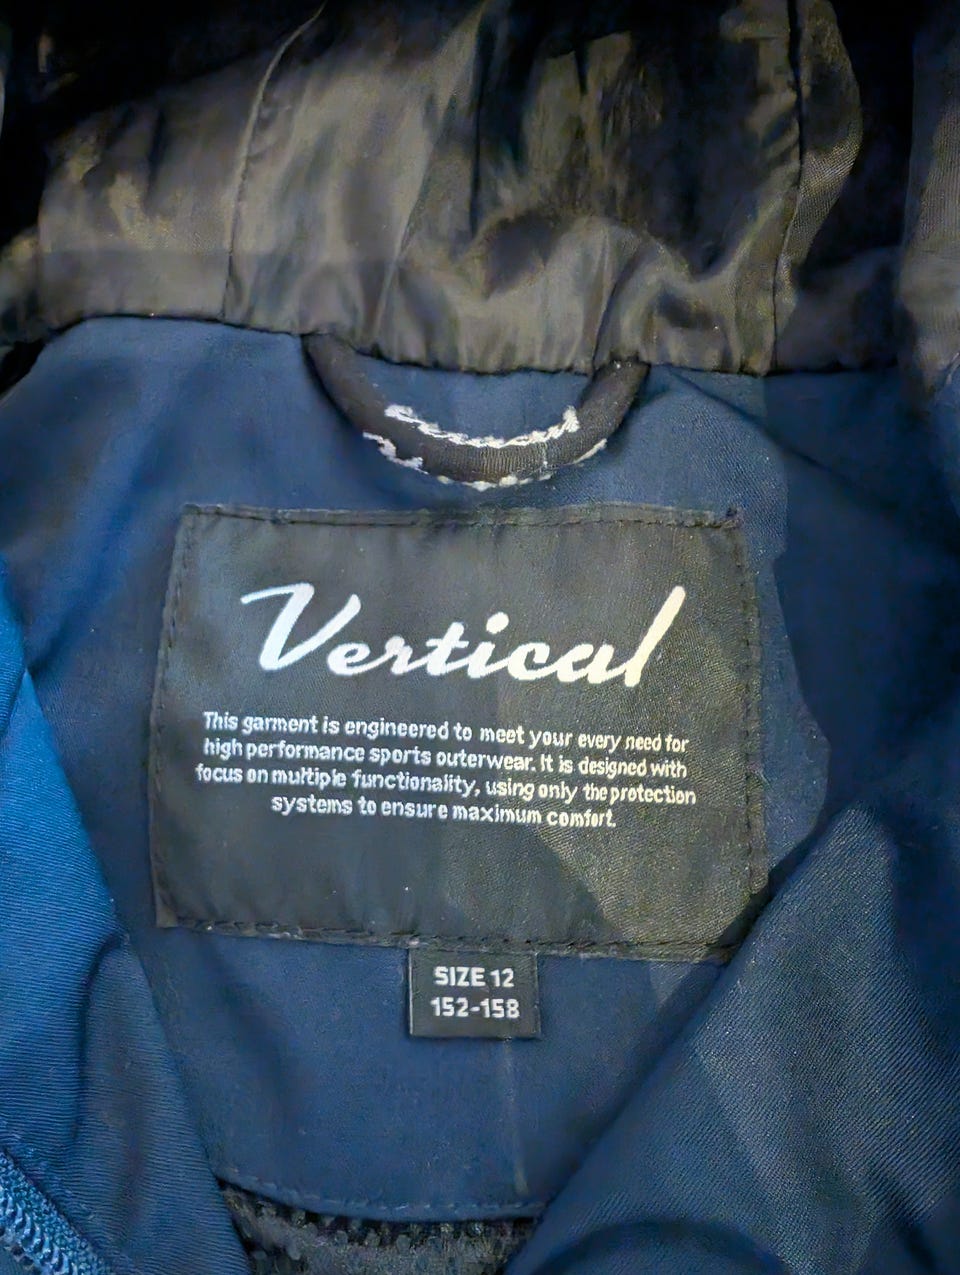 Vertical
This garment is engineered to meet your every need for
high performance sports outerwear. It is designed with
focus on multiple functionality, using only the protection
systems to ensure maximum comfort.
SIZE 12
152-158